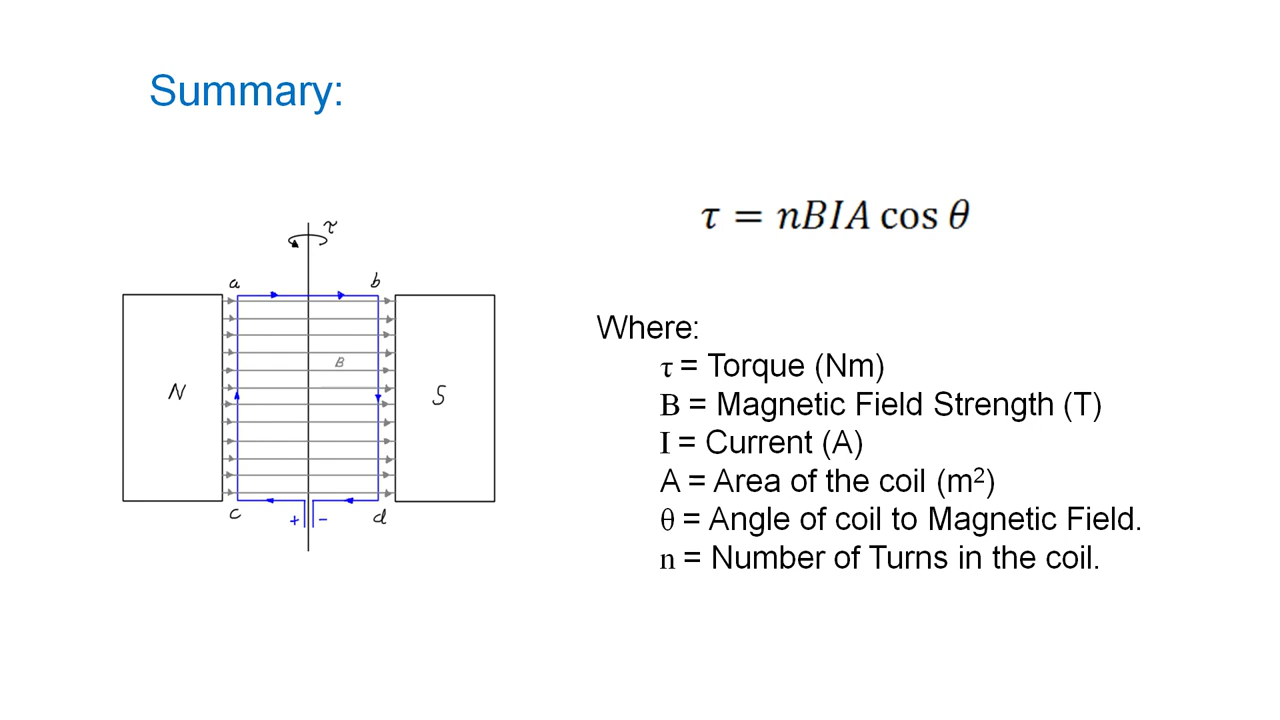 Summary:
τ = nBIA cos θ
τ
a
b
B
N
S
c
+
-
d
Where:
τ = Torque (Nm)
B = Magnetic Field Strength (T)
I = Current (A)
A = Area of the coil (m²)
θ = Angle of coil to Magnetic Field.
n = Number of Turns in the coil.